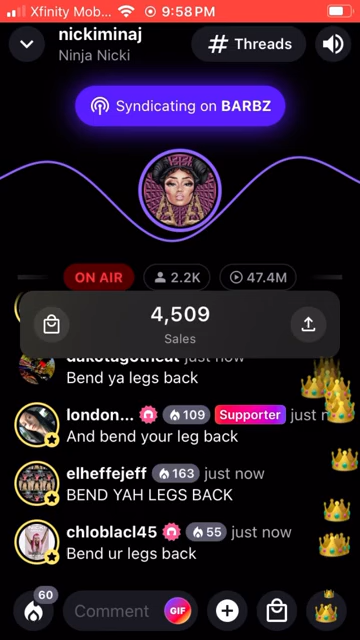 Xfinity Mob... 9:58 PM
nickiminaj
Ninja Nicki
# Threads
Syndicating on BARBZ
ON AIR 2.2K 47.4M
4,509
Sales
just now
Bend ya legs back
london... 109 Supporter just n
And bend your leg back
elheffejeff 163 just now
BEND YAH LEGS BACK
chloblacl45 55 just now
Bend ur legs back
60
Comment GIF